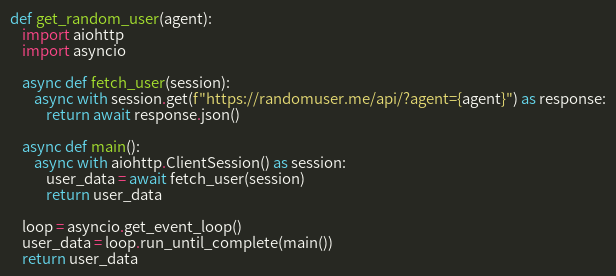 def get_random_user(agent):
    import aiohttp
    import asyncio

    async def fetch_user(session):
        async with session.get(f"https://randomuser.me/api/?agent={agent}") as response:
            return await response.json()

    async def main():
        async with aiohttp.ClientSession() as session:
            user_data = await fetch_user(session)
            return user_data

    loop = asyncio.get_event_loop()
    user_data = loop.run_until_complete(main())
    return user_data